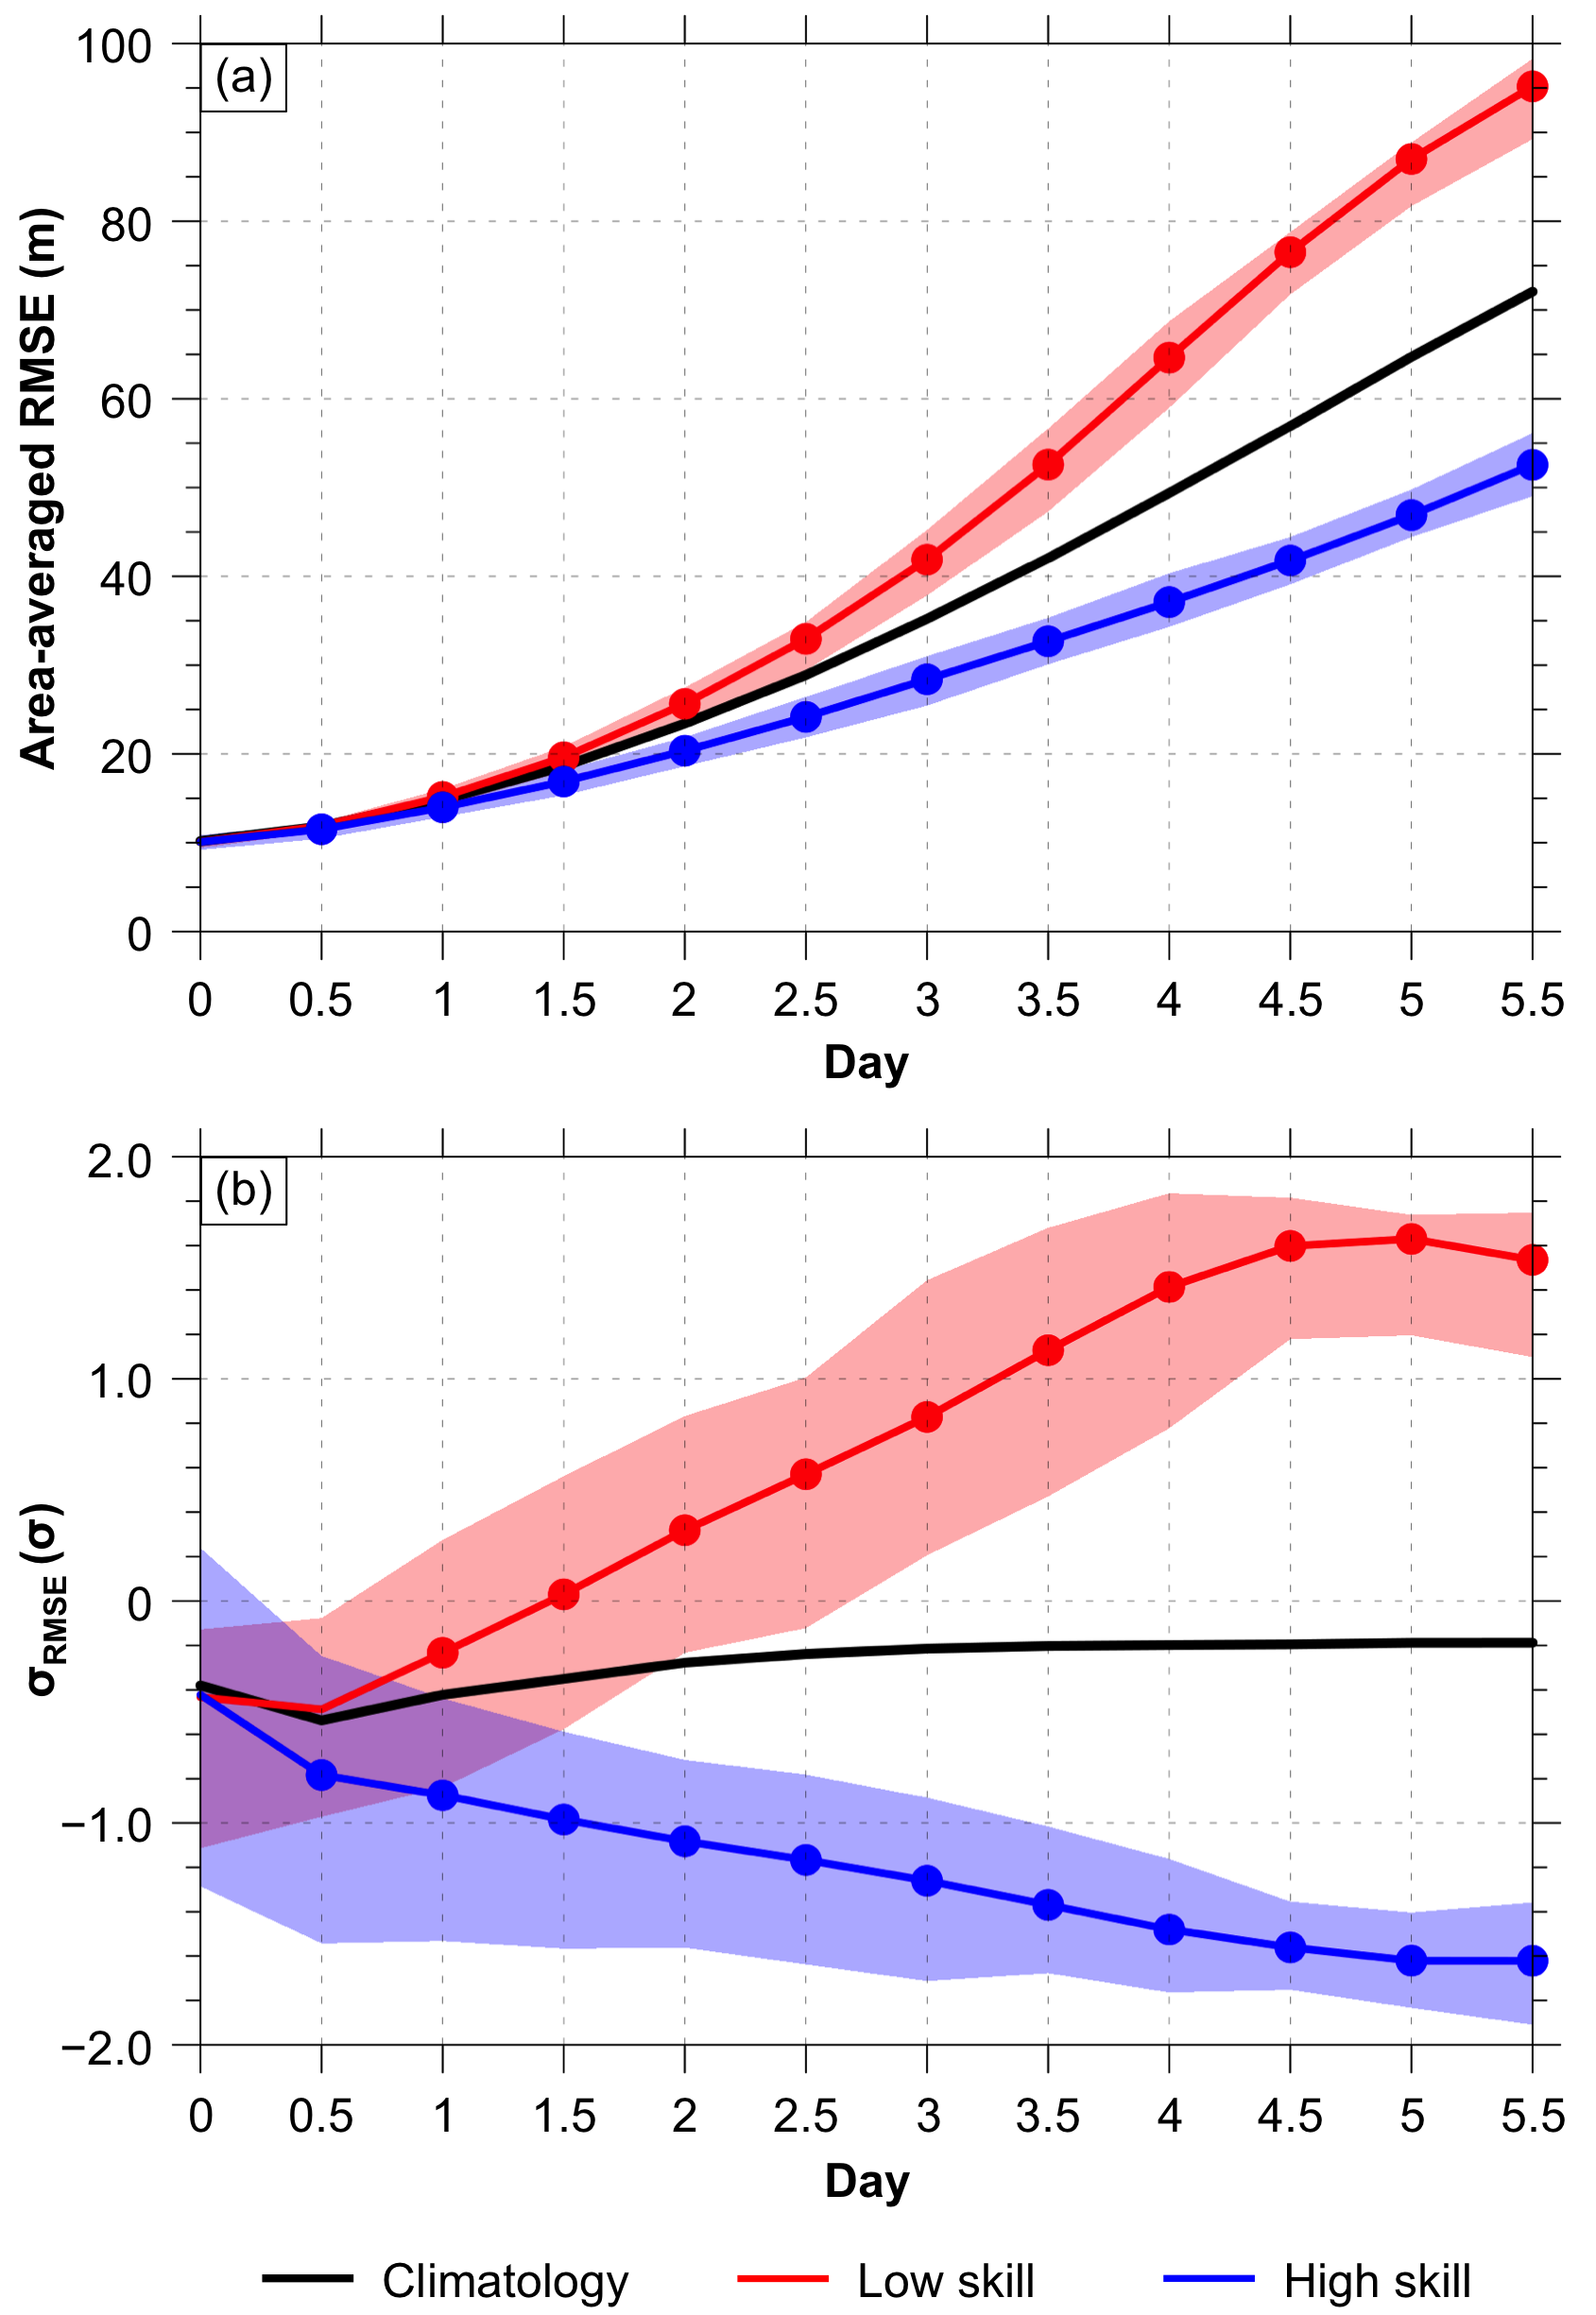 (a)
Area-averaged RMSE (m)
100
80
60
40
20
0
0 0.5 1 1.5 2 2.5 3 3.5 4 4.5 5 5.5
Day
(b)
σRMSE (σ)
2.0
1.0
0
−1.0
−2.0
0 0.5 1 1.5 2 2.5 3 3.5 4 4.5 5 5.5
Day
Climatology Low skill High skill